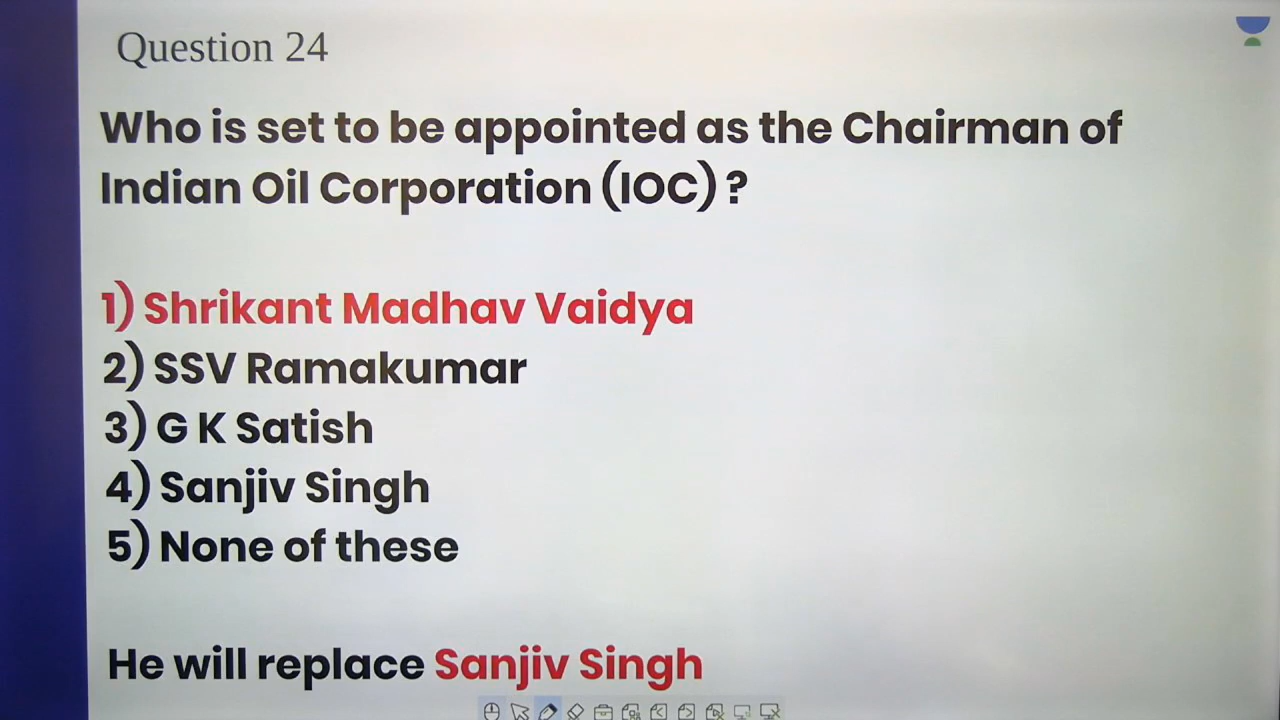 Question 24
Who is set to be appointed as the Chairman of
Indian Oil Corporation (IOC) ?
1) Shrikant Madhav Vaidya
2) SSV Ramakumar
3) G K Satish
4) Sanjiv Singh
5) None of these
He will replace Sanjiv Singh